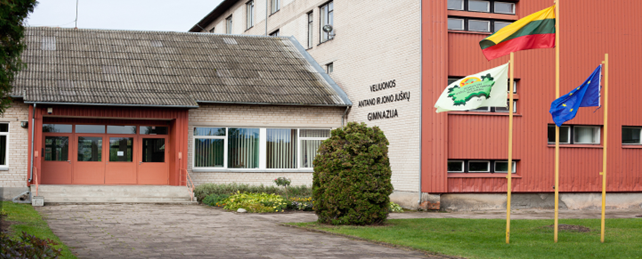 VELIUONOS
ANTANO IR JONO JUŠKŲ
GIMNAZIJA